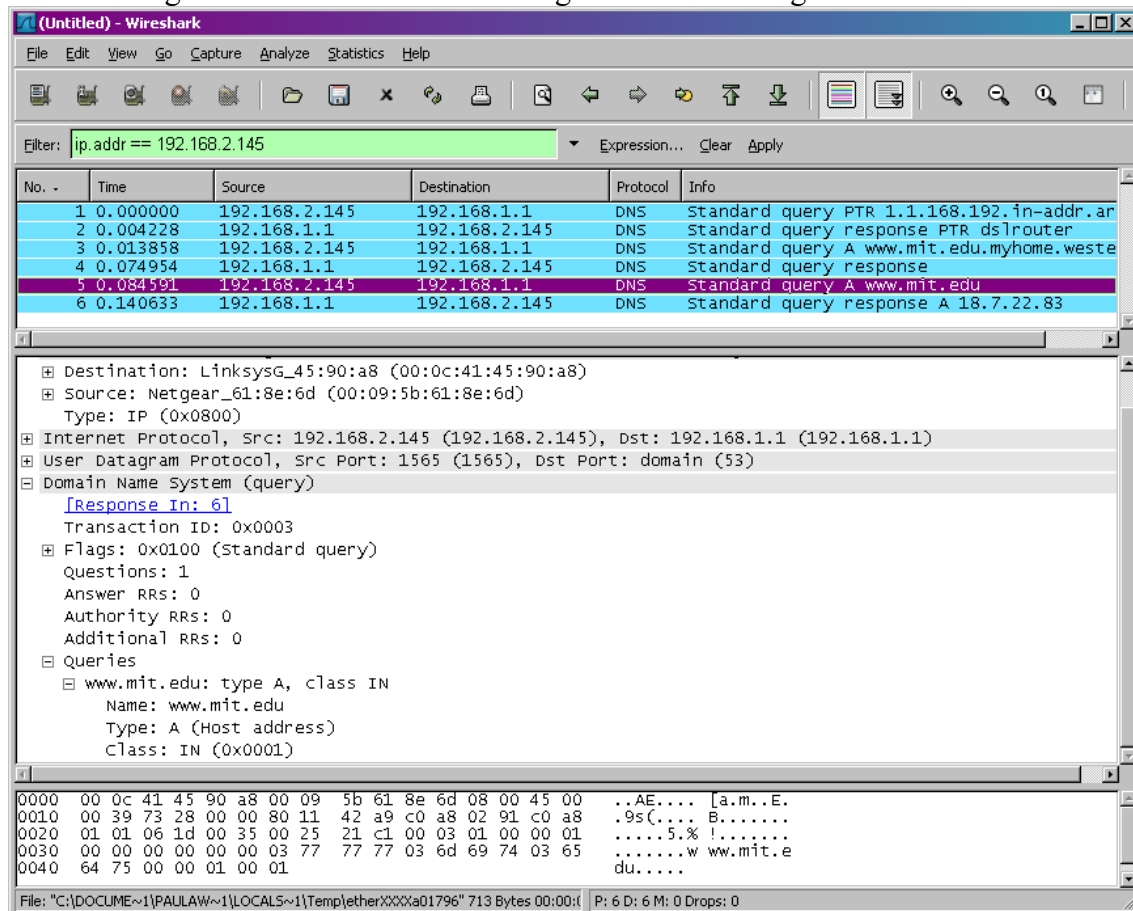 (Untitled) - Wireshark
File Edit View Go Capture Analyze Statistics Help
Filter: ip.addr == 192.168.2.145 Expression... Clear Apply
No. Time Source Destination Protocol Info
1 0.000000 192.168.2.145 192.168.1.1 DNS Standard query PTR 1.1.168.192.in-addr.ar
2 0.004228 192.168.1.1 192.168.2.145 DNS Standard query response PTR dslrouter
3 0.013858 192.168.2.145 192.168.1.1 DNS Standard query A www.mit.edu.myhome.weste
4 0.074954 192.168.1.1 192.168.2.145 DNS Standard query response
5 0.084591 192.168.2.145 192.168.1.1 DNS Standard query A www.mit.edu
6 0.140633 192.168.1.1 192.168.2.145 DNS Standard query response A 18.7.22.83
Destination: LinksysG_45:90:a8 (00:0c:41:45:90:a8)
Source: Netgear_61:8e:6d (00:09:5b:61:8e:6d)
Type: IP (0x0800)
Internet Protocol, Src: 192.168.2.145 (192.168.2.145), Dst: 192.168.1.1 (192.168.1.1)
User Datagram Protocol, Src Port: 1565 (1565), Dst Port: domain (53)
Domain Name System (query)
[Response In: 6]
Transaction ID: 0x0003
Flags: 0x0100 (Standard query)
Questions: 1
Answer RRs: 0
Authority RRs: 0
Additional RRs: 0
Queries
www.mit.edu: type A, class IN
Name: www.mit.edu
Type: A (Host address)
Class: IN (0x0001)
0000 00 0c 41 45 90 a8 00 09 5b 61 8e 6d 08 00 45 00 ..AE.... [a.m..E.
0010 00 39 73 28 00 00 80 11 42 a9 c0 a8 02 91 c0 a8 .9s(.... B.......
0020 01 01 06 1d 00 35 00 25 21 c1 00 03 01 00 00 01 .....5.% !.......
0030 00 00 00 00 00 00 03 77 77 77 03 6d 69 74 03 65 .......w ww.mit.e
0040 64 75 00 00 01 00 01 du.....
File: "C:\DOCUME~1\PAULAW~1\LOCALS~1\Temp\etherXXXXa01796" 713 Bytes 00:00:( P: 6 D: 6 M: 0 Drops: 0